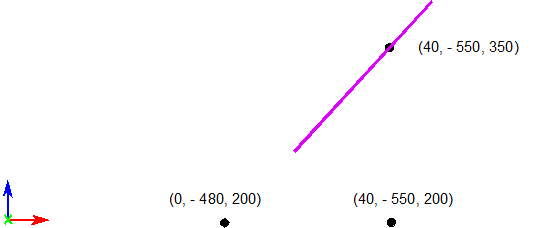 (40, - 550, 350)
(0, - 480, 200)
(40, - 550, 200)